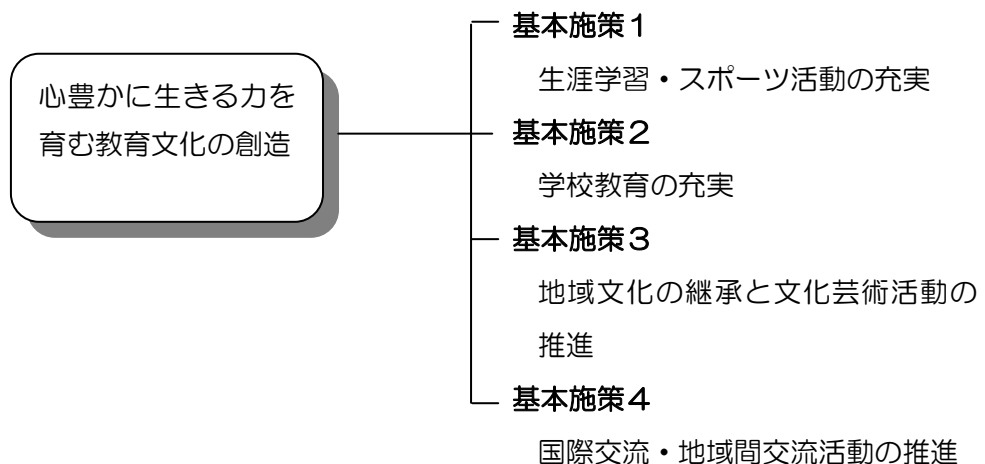 心豊かに生きる力を
育む教育文化の創造
基本施策1
生涯学習・スポーツ活動の充実
基本施策2
学校教育の充実
基本施策3
地域文化の継承と文化芸術活動の
推進
基本施策4
国際交流・地域間交流活動の推進